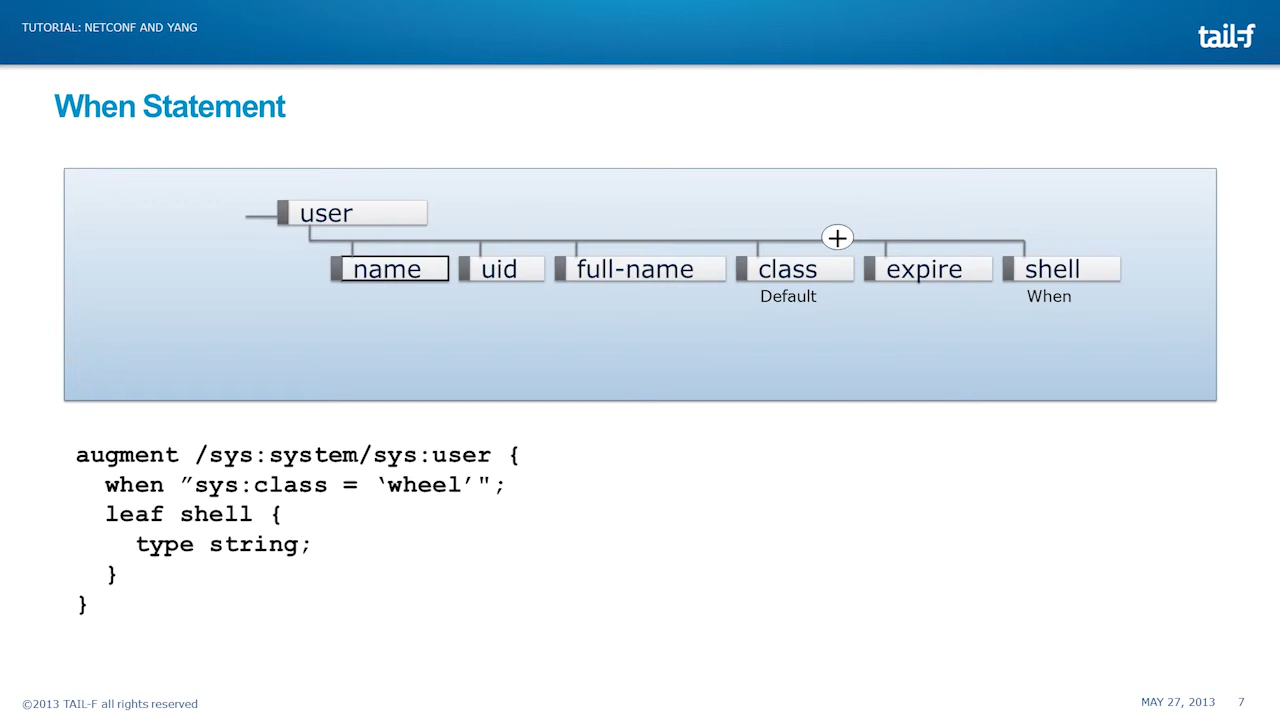 TUTORIAL: NETCONF AND YANG
tail-f
When Statement
user
+
name uid full-name class expire shell
Default When
augment /sys:system/sys:user {
when ”sys:class = ‘wheel’";
leaf shell {
type string;
}
}
©2013 TAIL-F all rights reserved MAY 27, 2013 7